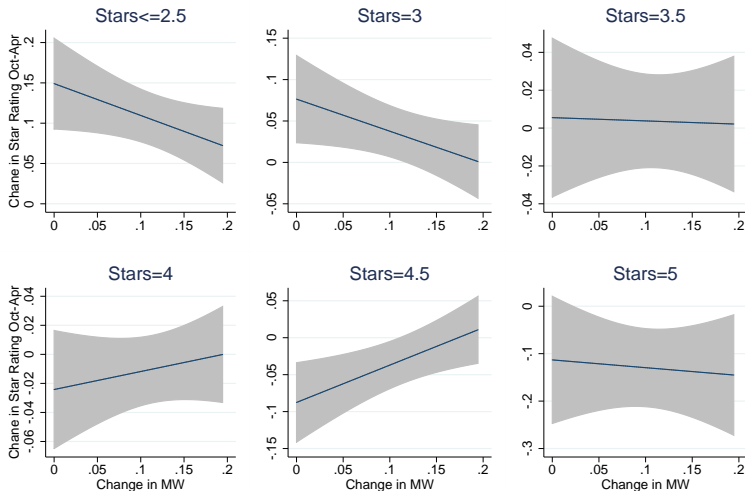 Stars<=2.5
Chane in Star Rating Oct-Apr
0 .05 .1 .15 .2
0 .05 .1 .15 .2
Stars=3
-.05 0 .05 .1 .15
0 .05 .1 .15 .2
Stars=3.5
-.04 -.02 0 .02 .04
0 .05 .1 .15 .2
Stars=4
Chane in Star Rating Oct-Apr
-.06 -.04 -.02 0 .02 .04
0 .05 .1 .15 .2
Change in MW
Stars=4.5
-.15 -.1 -.05 0 .05
0 .05 .1 .15 .2
Change in MW
Stars=5
-.3 -.2 -.1 0
0 .05 .1 .15 .2
Change in MW